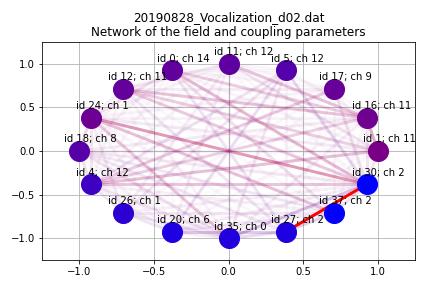 20190828_Vocalization_d02.dat
Network of the field and coupling parameters
id 11; ch 12
id 0; ch 14
id 5; ch 12
id 12; ch 11
id 17; ch 9
id 24; ch 1
id 16; ch 11
id 18; ch 8
id 1; ch 11
id 4; ch 12
id 30; ch 2
id 26; ch 1
id 37; ch 2
id 20; ch 6
id 35; ch 0
id 27; ch 2
1.0
0.5
0.0
−0.5
−1.0
−1.0 −0.5 0.0 0.5 1.0